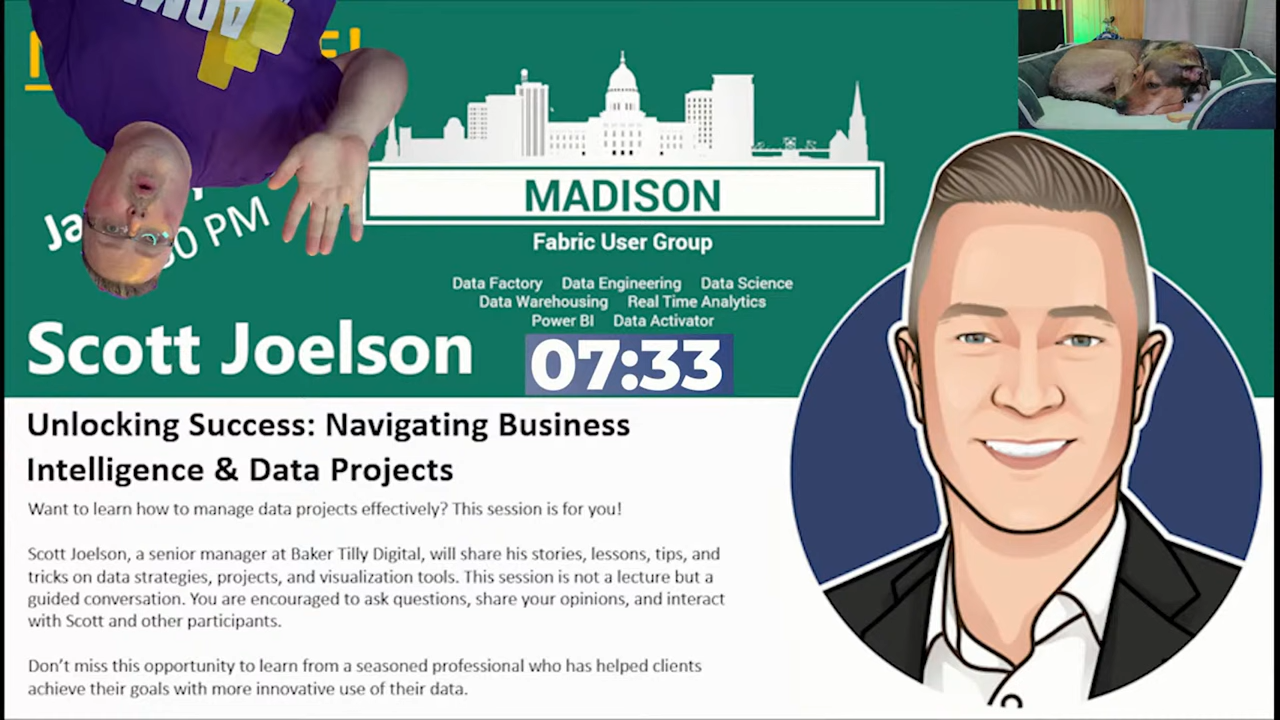 MADISON
Fabric User Group
Data Factory Data Engineering Data Science
Data Warehousing Real Time Analytics
Power BI Data Activator
Scott Joelson
07:33
Unlocking Success: Navigating Business
Intelligence & Data Projects
Want to learn how to manage data projects effectively? This session is for you!
Scott Joelson, a senior manager at Baker Tilly Digital, will share his stories, lessons, tips, and
tricks on data strategies, projects, and visualization tools. This session is not a lecture but a
guided conversation. You are encouraged to ask questions, share your opinions, and interact
with Scott and other participants.
Don't miss this opportunity to learn from a seasoned professional who has helped clients
achieve their goals with more innovative use of their data.